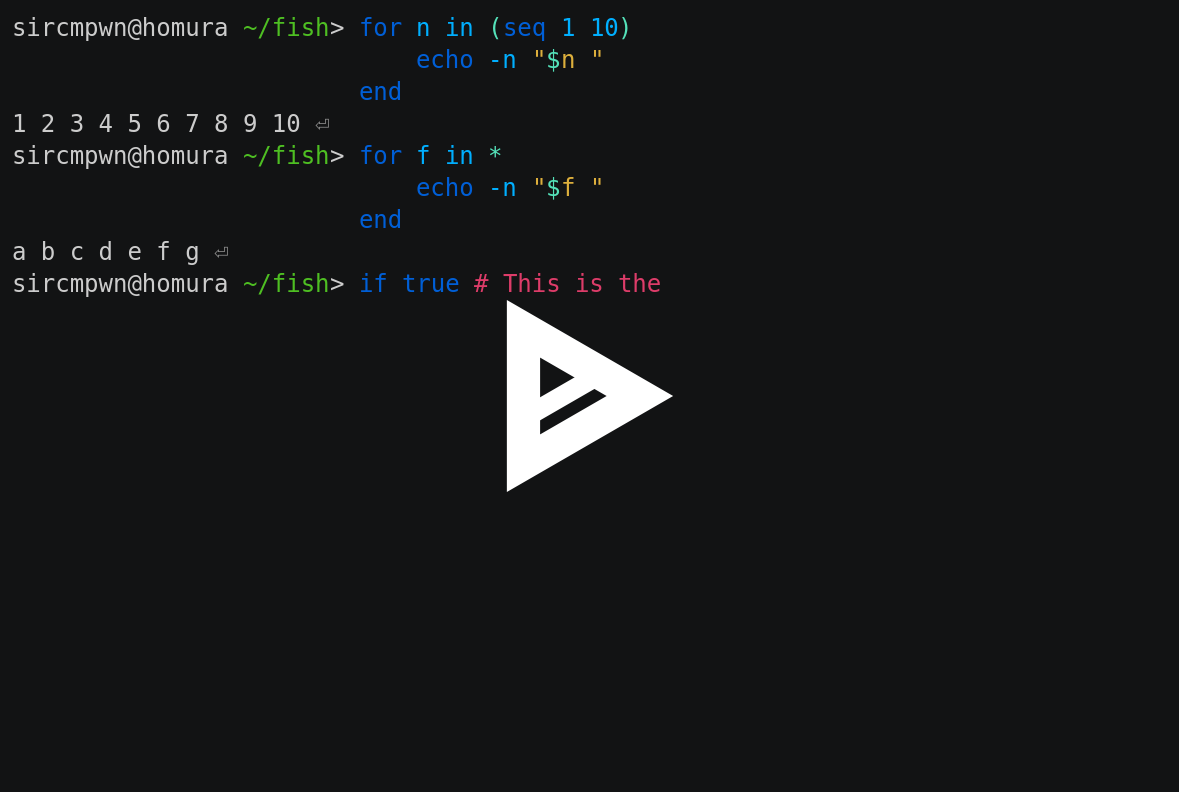 sircmpwn@homura ~/fish> for n in (seq 1 10)
echo -n "$n "
end
1 2 3 4 5 6 7 8 9 10 ⏎
sircmpwn@homura ~/fish> for f in *
echo -n "$f "
end
a b c d e f g ⏎
sircmpwn@homura ~/fish> if true # This is the